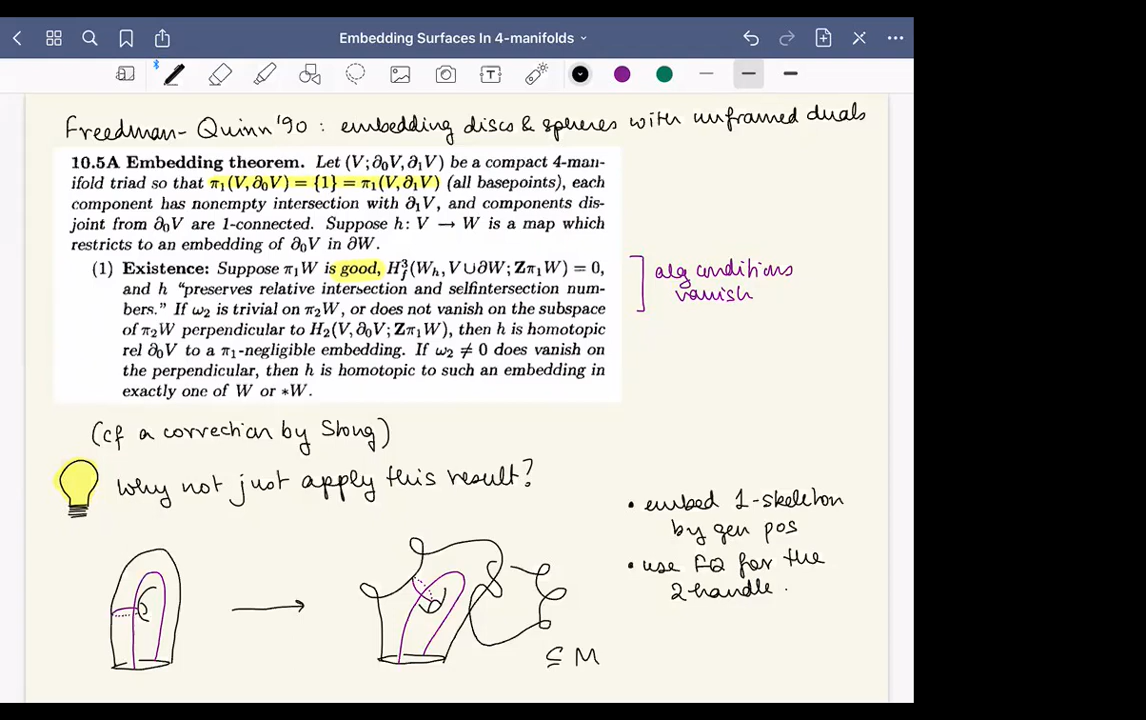 Embedding Surfaces In 4-manifolds
Freedman-Quinn '90 : embedding discs & spheres with unframed duals
10.5A Embedding theorem. Let (V; ∂₀V, ∂₁V) be a compact 4-man-
ifold triad so that π₁(V, ∂₀V) = {1} = π₁(V, ∂₁V) (all basepoints), each
component has nonempty intersection with ∂₁V, and components dis-
joint from ∂₀V are 1-connected. Suppose h: V → W is a map which
restricts to an embedding of ∂₀V in ∂W.
(1) Existence: Suppose π₁W is good, H³_f(W_h, V ∪ ∂W; Zπ₁W) = 0,
and h "preserves relative intersection and selfintersection num-
bers." If ω₂ is trivial on π₂W, or does not vanish on the subspace
of π₂W perpendicular to H₂(V, ∂₀V; Zπ₁W), then h is homotopic
rel ∂₀V to a π₁-negligible embedding. If ω₂ ≠ 0 does vanish on
the perpendicular, then h is homotopic to such an embedding in
exactly one of W or *W.
alg conditions
vanish
(cf a correction by Stong)
Why not just apply this result?
• embed 1-skeleton
by gen pos
• use FQ for the
2-handle.
⊆ M